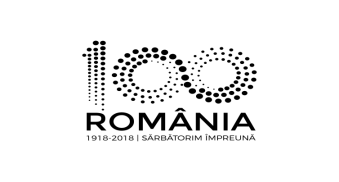 100
ROMÂNIA
1918-2018 | SĂRBĂTORIM ÎMPREUNĂ